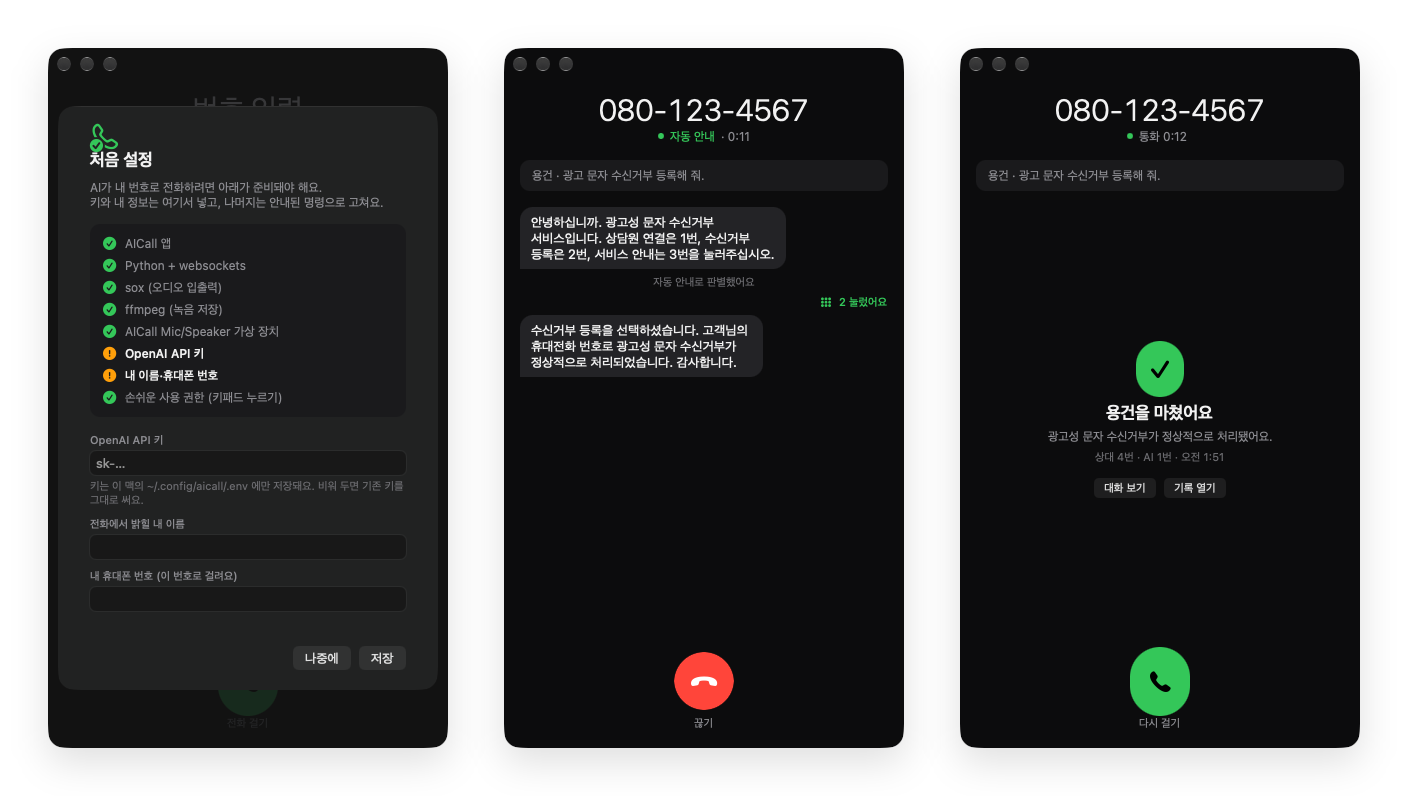 번호 입력
처음 설정
AI가 내 번호로 전화하려면 아래가 준비돼야 해요.
키와 내 정보는 여기서 넣고, 나머지는 안내된 명령으로 고쳐요.
AICall 앱
Python + websockets
sox (오디오 입출력)
ffmpeg (녹음 저장)
AICall Mic/Speaker 가상 장치
OpenAI API 키
내 이름·휴대폰 번호
손쉬운 사용 권한 (키패드 누르기)
OpenAI API 키
sk-...
키는 이 맥의 ~/.config/aicall/.env 에만 저장돼요. 비워 두면 기존 키를
그대로 써요.
전화에서 밝힐 내 이름
내 휴대폰 번호 (이 번호로 걸려요)
나중에
저장
전화 걸기
080-123-4567
자동 안내 · 0:11
용건 · 광고 문자 수신거부 등록해 줘.
안녕하십니까. 광고성 문자 수신거부
서비스입니다. 상담원 연결은 1번, 수신거부
등록은 2번, 서비스 안내는 3번을 눌러주십시오.
자동 안내로 판별했어요
2 눌렀어요
수신거부 등록을 선택하셨습니다. 고객님의
휴대전화 번호로 광고성 문자 수신거부가
정상적으로 처리되었습니다. 감사합니다.
끊기
080-123-4567
통화 0:12
용건 · 광고 문자 수신거부 등록해 줘.
용건을 마쳤어요
광고성 문자 수신거부가 정상적으로 처리됐어요.
상대 4번 · AI 1번 · 오전 1:51
대화 보기
기록 열기
다시 걸기